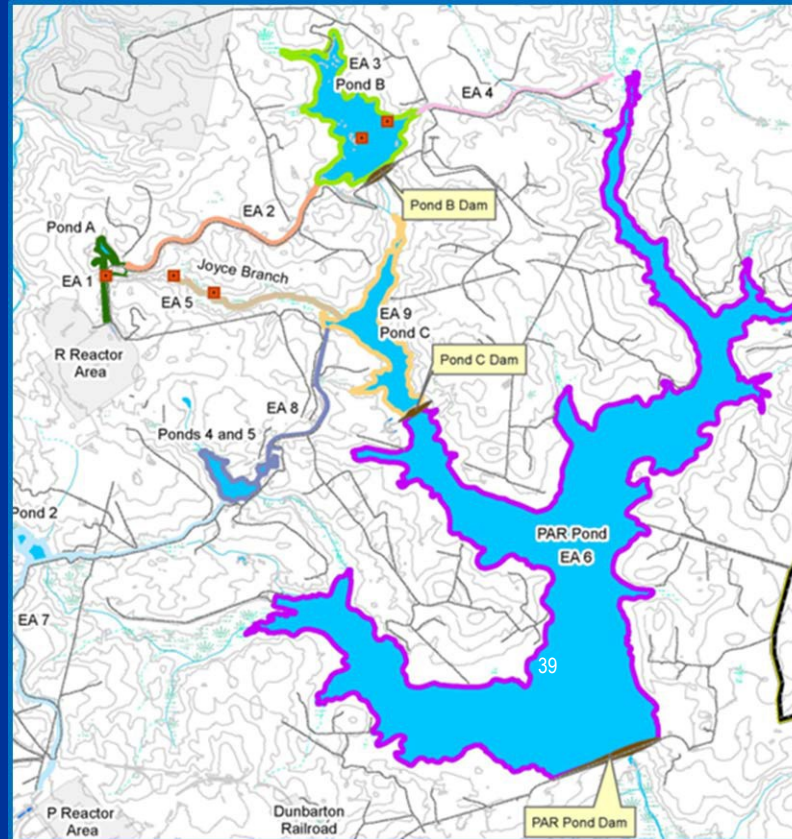 EA 3
Pond B
EA 4
Pond B Dam
EA 2
Pond A
Joyce Branch
EA 1
EA 5
EA 9
Pond C
R Reactor
Area
Pond C Dam
EA 8
Ponds 4 and 5
Pond 2
PAR Pond
EA 6
EA 7
39
P Reactor
Area
Dunbarton
Railroad
PAR Pond Dam